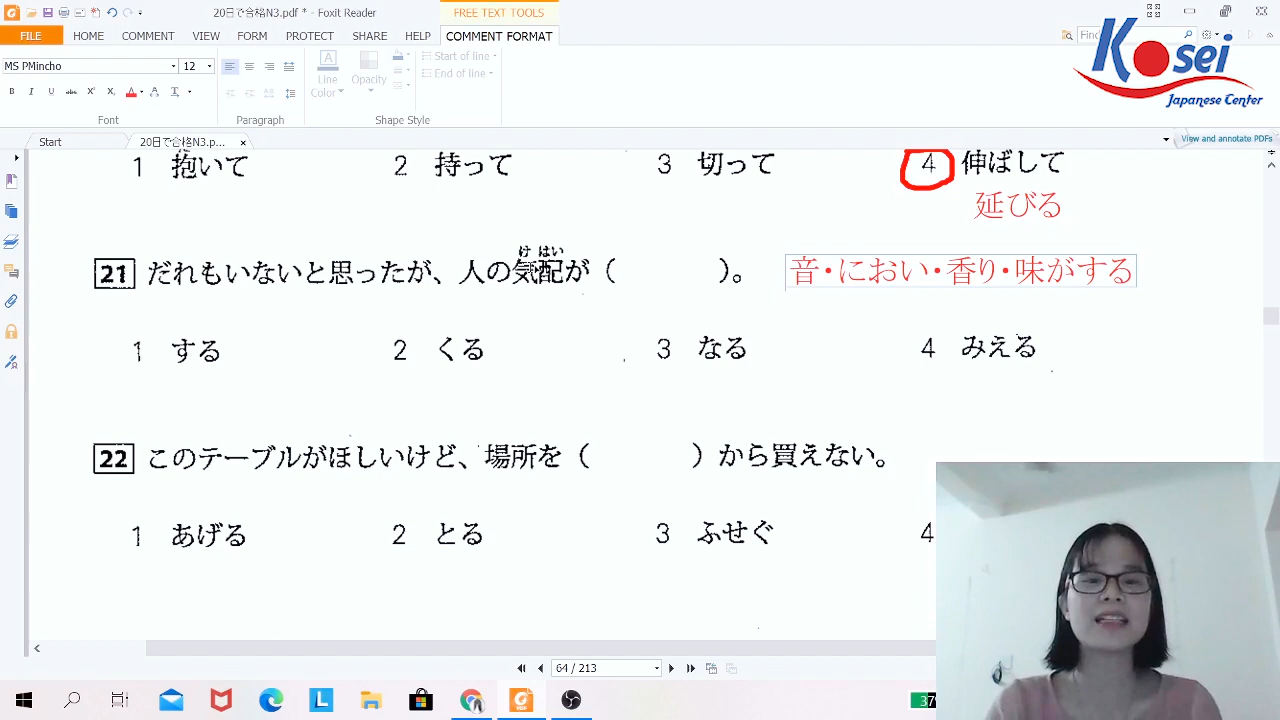 20日で合格N3.pdf * - Foxit Reader
FREE TEXT TOOLS
FILE HOME COMMENT VIEW FORM PROTECT SHARE HELP COMMENT FORMAT
Find
Kosei
Japanese Center
MS PMincho 12
Line Color
Opacity
Start of line
End of line
Font Paragraph Shape Style
Start 20日で合格N3.p...
View and annotate PDFs
1 抱いて 2 持って 3 切って 4 伸ばして
延びる
け はい
21 だれもいないと思ったが、人の気配が（ ）。 音・におい・香り・味がする
1 する 2 くる 3 なる 4 みえる
22 このテーブルがほしいけど、場所を（ ）から買えない。
1 あげる 2 とる 3 ふせぐ 4
64 / 213
37